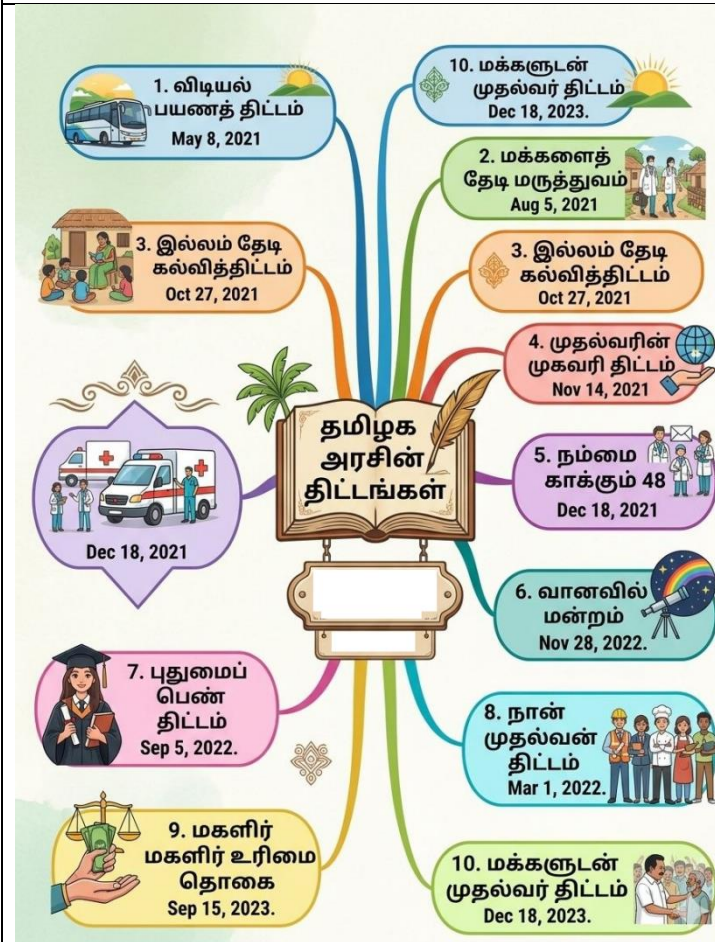 தமிழக
அரசின்
திட்டங்கள்
1. விடியல்
பயணத் திட்டம்
May 8, 2021
10. மக்களுடன்
முதல்வர் திட்டம்
Dec 18, 2023.
2. மக்களைத்
தேடி மருத்துவம்
Aug 5, 2021
3. இல்லம் தேடி
கல்வித்திட்டம்
Oct 27, 2021
3. இல்லம் தேடி
கல்வித்திட்டம்
Oct 27, 2021
4. முதல்வரின்
முகவரி திட்டம்
Nov 14, 2021
Dec 18, 2021
5. நம்மை
காக்கும் 48
Dec 18, 2021
6. வானவில்
மன்றம்
Nov 28, 2022.
7. புதுமைப்
பெண்
திட்டம்
Sep 5, 2022.
8. நான்
முதல்வன்
திட்டம்
Mar 1, 2022.
9. மகளிர்
மகளிர் உரிமை
தொகை
Sep 15, 2023.
10. மக்களுடன்
முதல்வர் திட்டம்
Dec 18, 2023.